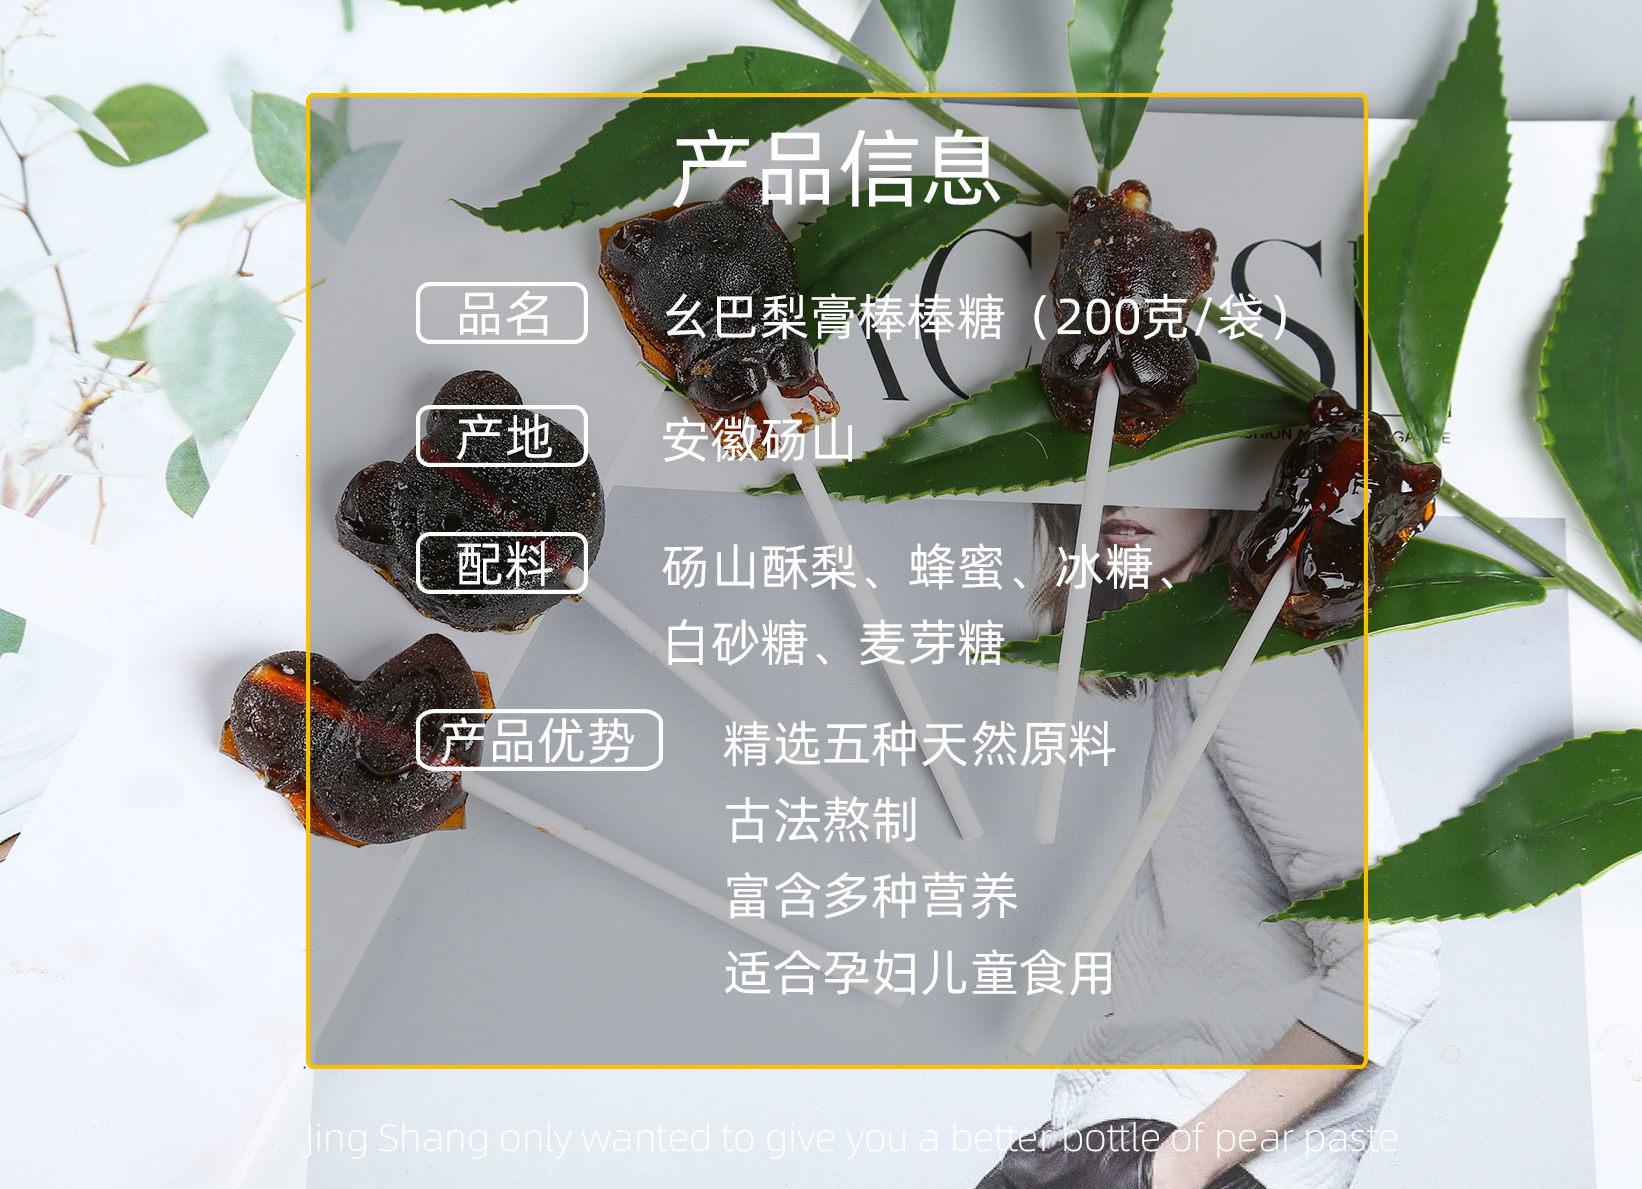 产品信息
品名 幺巴梨膏棒棒糖（200克/袋）
产地 安徽砀山
配料 砀山酥梨、蜂蜜、冰糖、
白砂糖、麦芽糖
产品优势 精选五种天然原料
古法熬制
富含多种营养
适合孕妇儿童食用
Jing Shang only wanted to give you a better bottle of pear paste